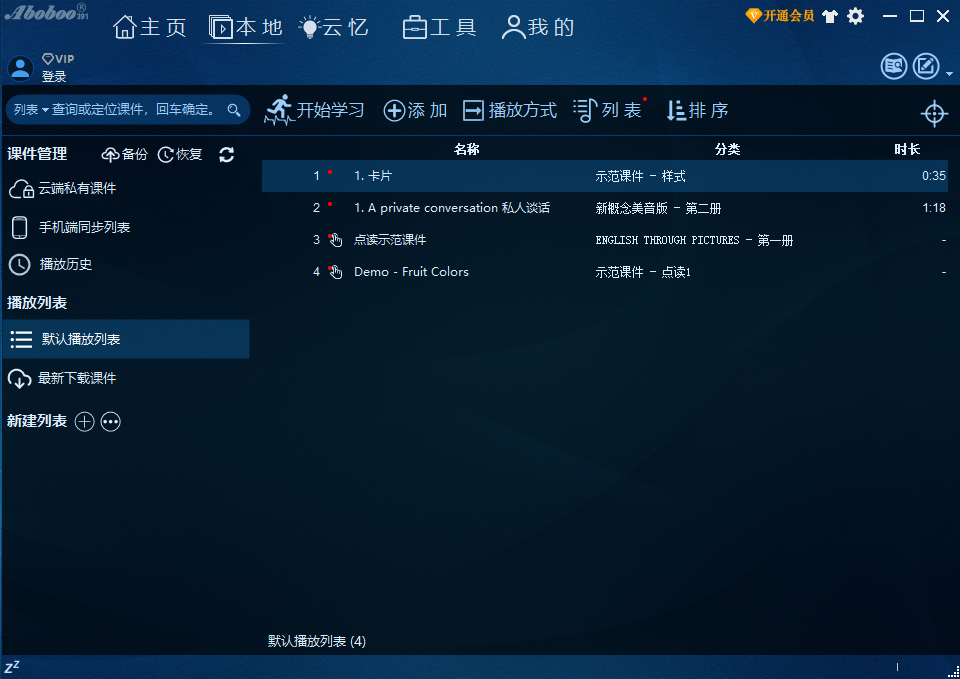 Aboboo® 391
主页 本地 云忆 工具 我的
开通会员
VIP
登录
列表 查询或定位课件，回车确定。
开始学习 添加 播放方式 列表 排序
课件管理 备份 恢复
云端私有课件
手机端同步列表
播放历史
播放列表
默认播放列表
最新下载课件
新建列表
名称 分类 时长
1 1. 卡片 示范课件 - 样式 0:35
2 1. A private conversation 私人谈话 新概念美音版 - 第二册 1:18
3 点读示范课件 ENGLISH THROUGH PICTURES - 第一册 -
4 Demo - Fruit Colors 示范课件 - 点读1 -
默认播放列表 (4)
zZ